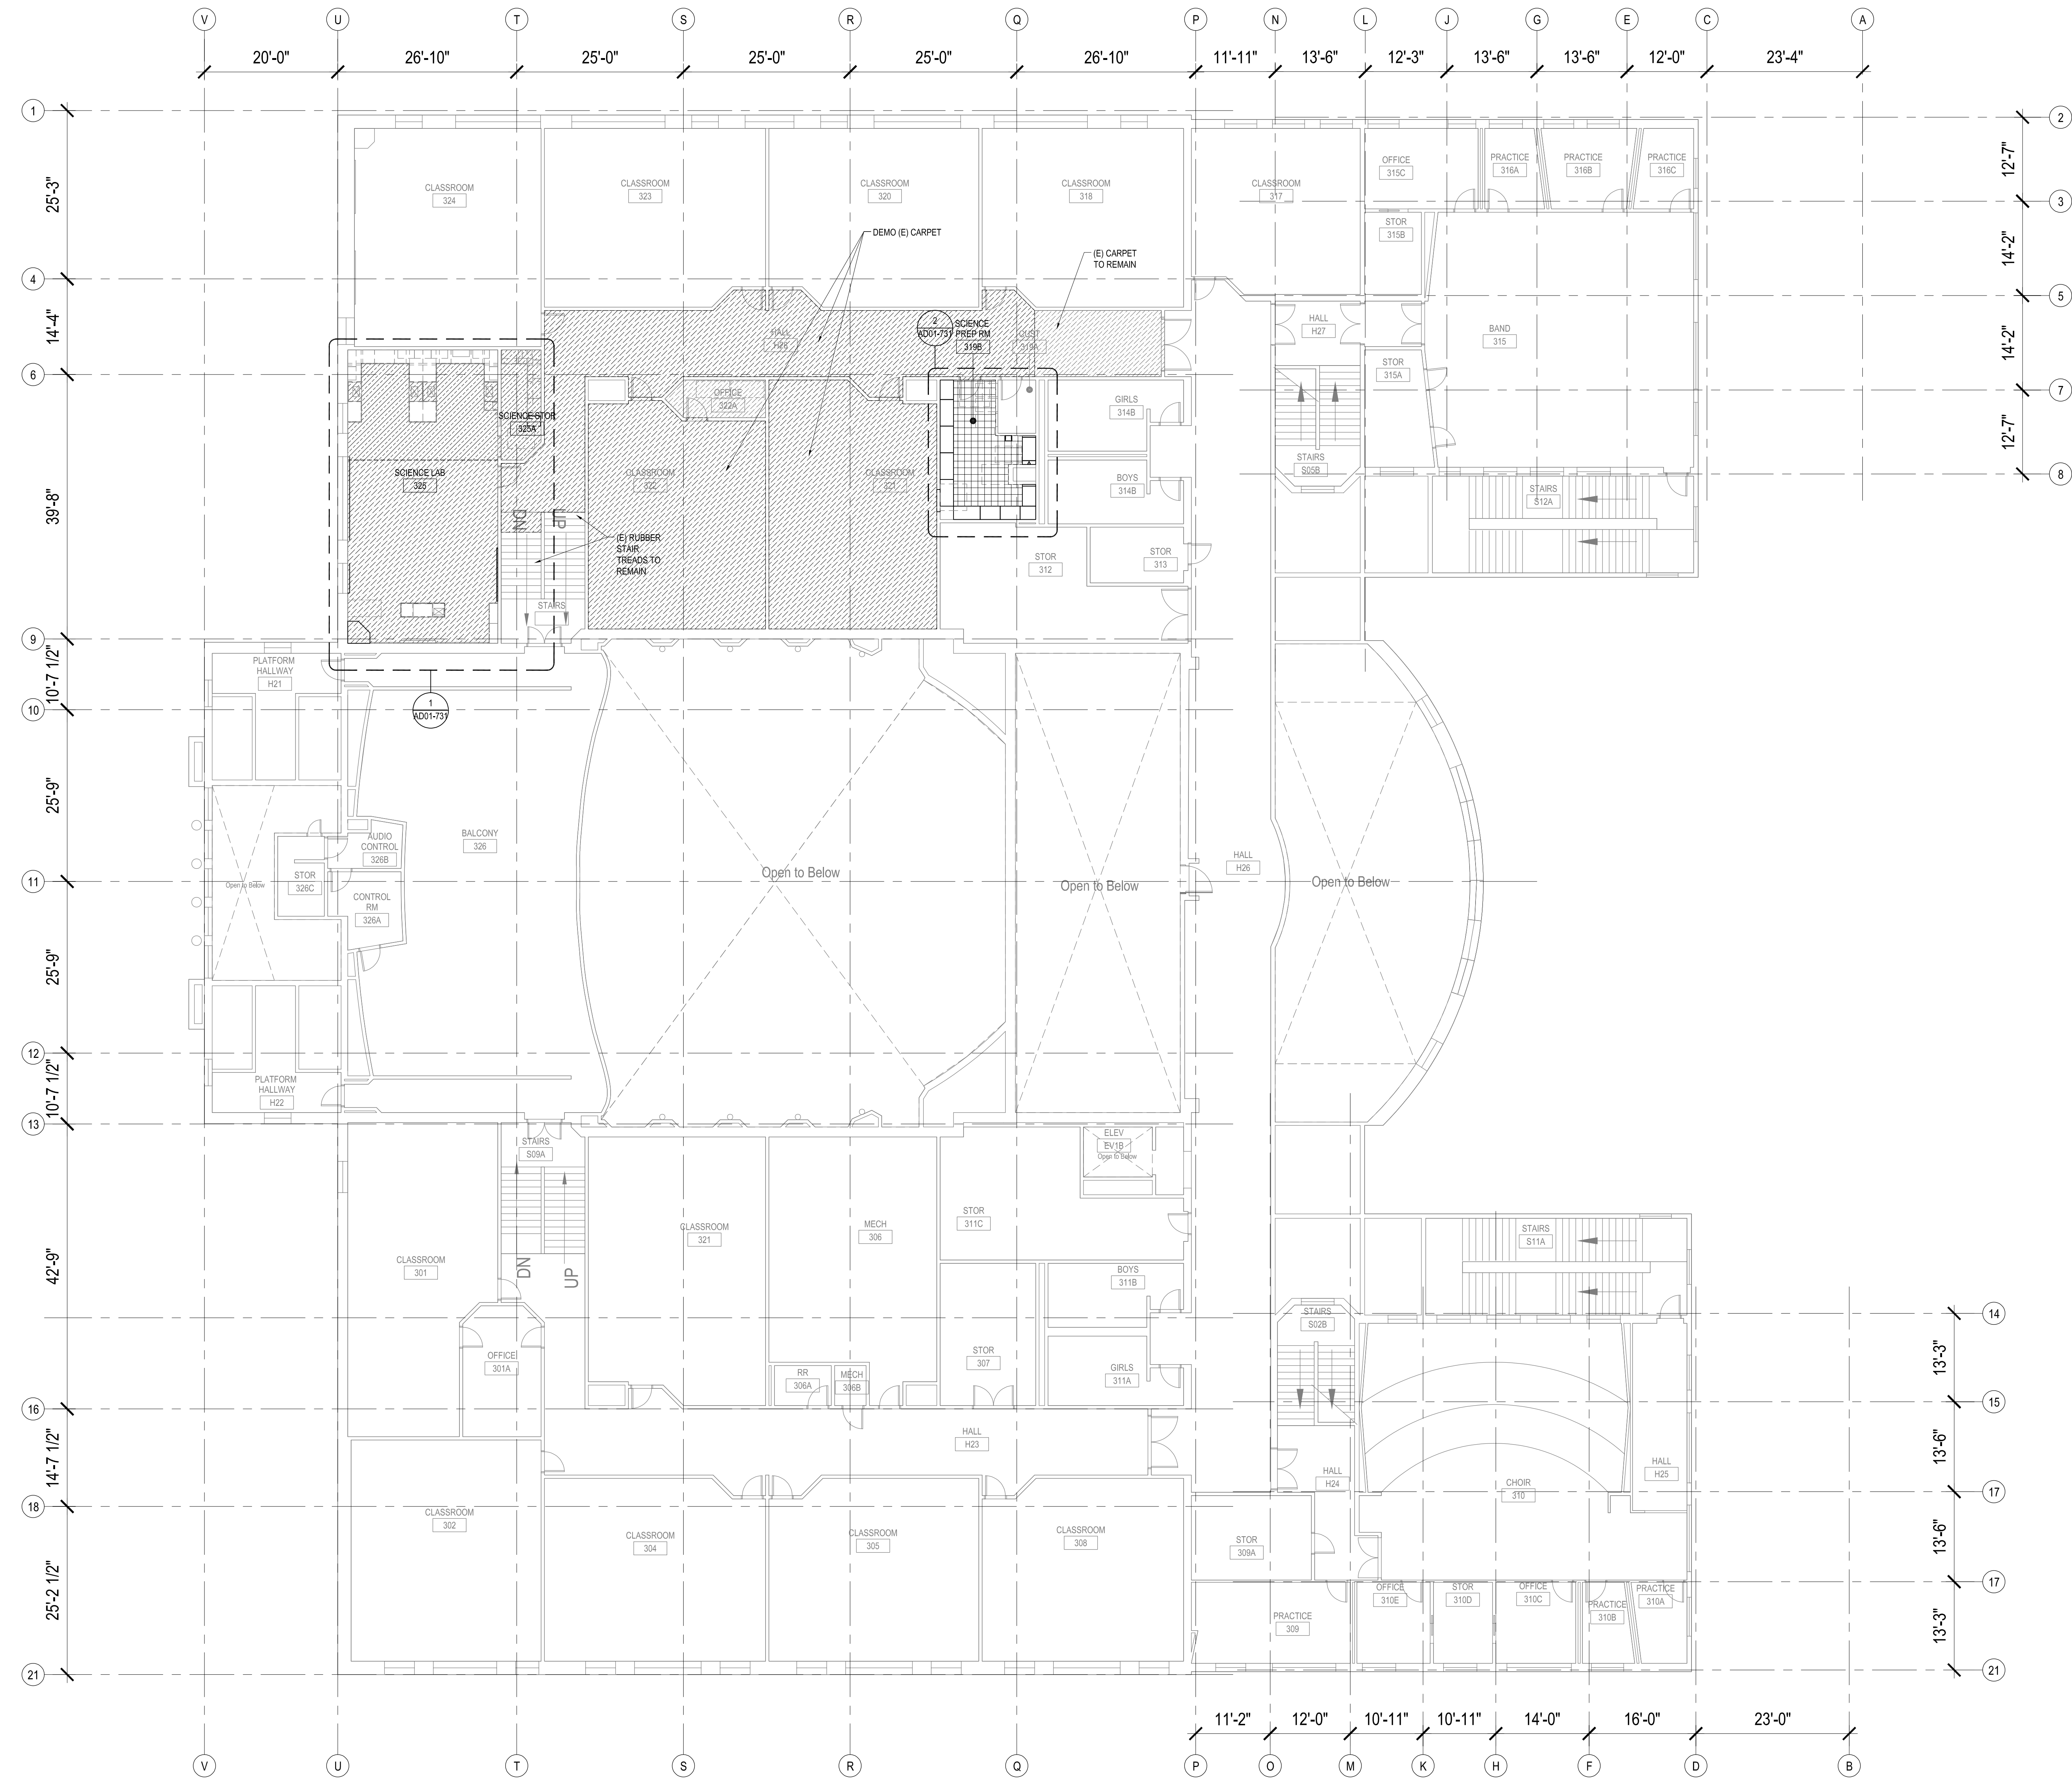 V U T S R Q P N L J G E C A
20'-0" 26'-10" 25'-0" 25'-0" 25'-0" 26'-10" 11'-11" 13'-6" 12'-3" 13'-6" 13'-6" 12'-0" 23'-4"
1
2
25'-3"
12'-7"
CLASSROOM
324
CLASSROOM
323
CLASSROOM
320
CLASSROOM
318
CLASSROOM
317
OFFICE
315C
PRACTICE
316A
PRACTICE
316B
PRACTICE
316C
3
STOR
315B
14'-2"
DEMO (E) CARPET
(E) CARPET
TO REMAIN
4
5
14'-4"
HALL
H28
2
AD01-731
SCIENCE
PREP RM
319B
CUST
319A
HALL
H27
BAND
315
14'-2"
STOR
315A
6
7
OFFICE
322A
GIRLS
314B
SCIENCE STOR
325A
12'-7"
STAIRS
S05B
8
39'-8"
SCIENCE LAB
325
CLASSROOM
322
CLASSROOM
321
BOYS
314B
STAIRS
S12A
DN
UP
(E) RUBBER
STAIR
TREADS TO
REMAIN
STOR
312
STOR
313
STAIRS
9
10'-7 1/2"
PLATFORM
HALLWAY
H21
10
1
AD01-731
25'-9"
AUDIO
CONTROL
326B
BALCONY
326
STOR
326C
CONTROL
RM
326A
Open to Below
Open to Below
Open to Below
HALL
H26
Open to Below
11
25'-9"
12
10'-7 1/2"
PLATFORM
HALLWAY
H22
13
STAIRS
S09A
ELEV
EV1B
Open to Below
42'-9"
CLASSROOM
301
DN
UP
CLASSROOM
321
MECH
306
STOR
311C
STAIRS
S11A
BOYS
311B
STAIRS
S02B
14
OFFICE
301A
RR
306A
MECH
306B
STOR
307
GIRLS
311A
13'-3"
16
15
14'-7 1/2"
HALL
H23
HALL
H24
CHOIR
310
HALL
H25
13'-6"
18
17
CLASSROOM
302
CLASSROOM
304
CLASSROOM
305
CLASSROOM
308
STOR
309A
13'-6"
17
25'-2 1/2"
PRACTICE
309
OFFICE
310E
STOR
310D
OFFICE
310C
PRACTICE
310B
PRACTICE
310A
13'-3"
21
21
11'-2" 12'-0" 10'-11" 10'-11" 14'-0" 16'-0" 23'-0"
V U T S R Q P O M K H F D B